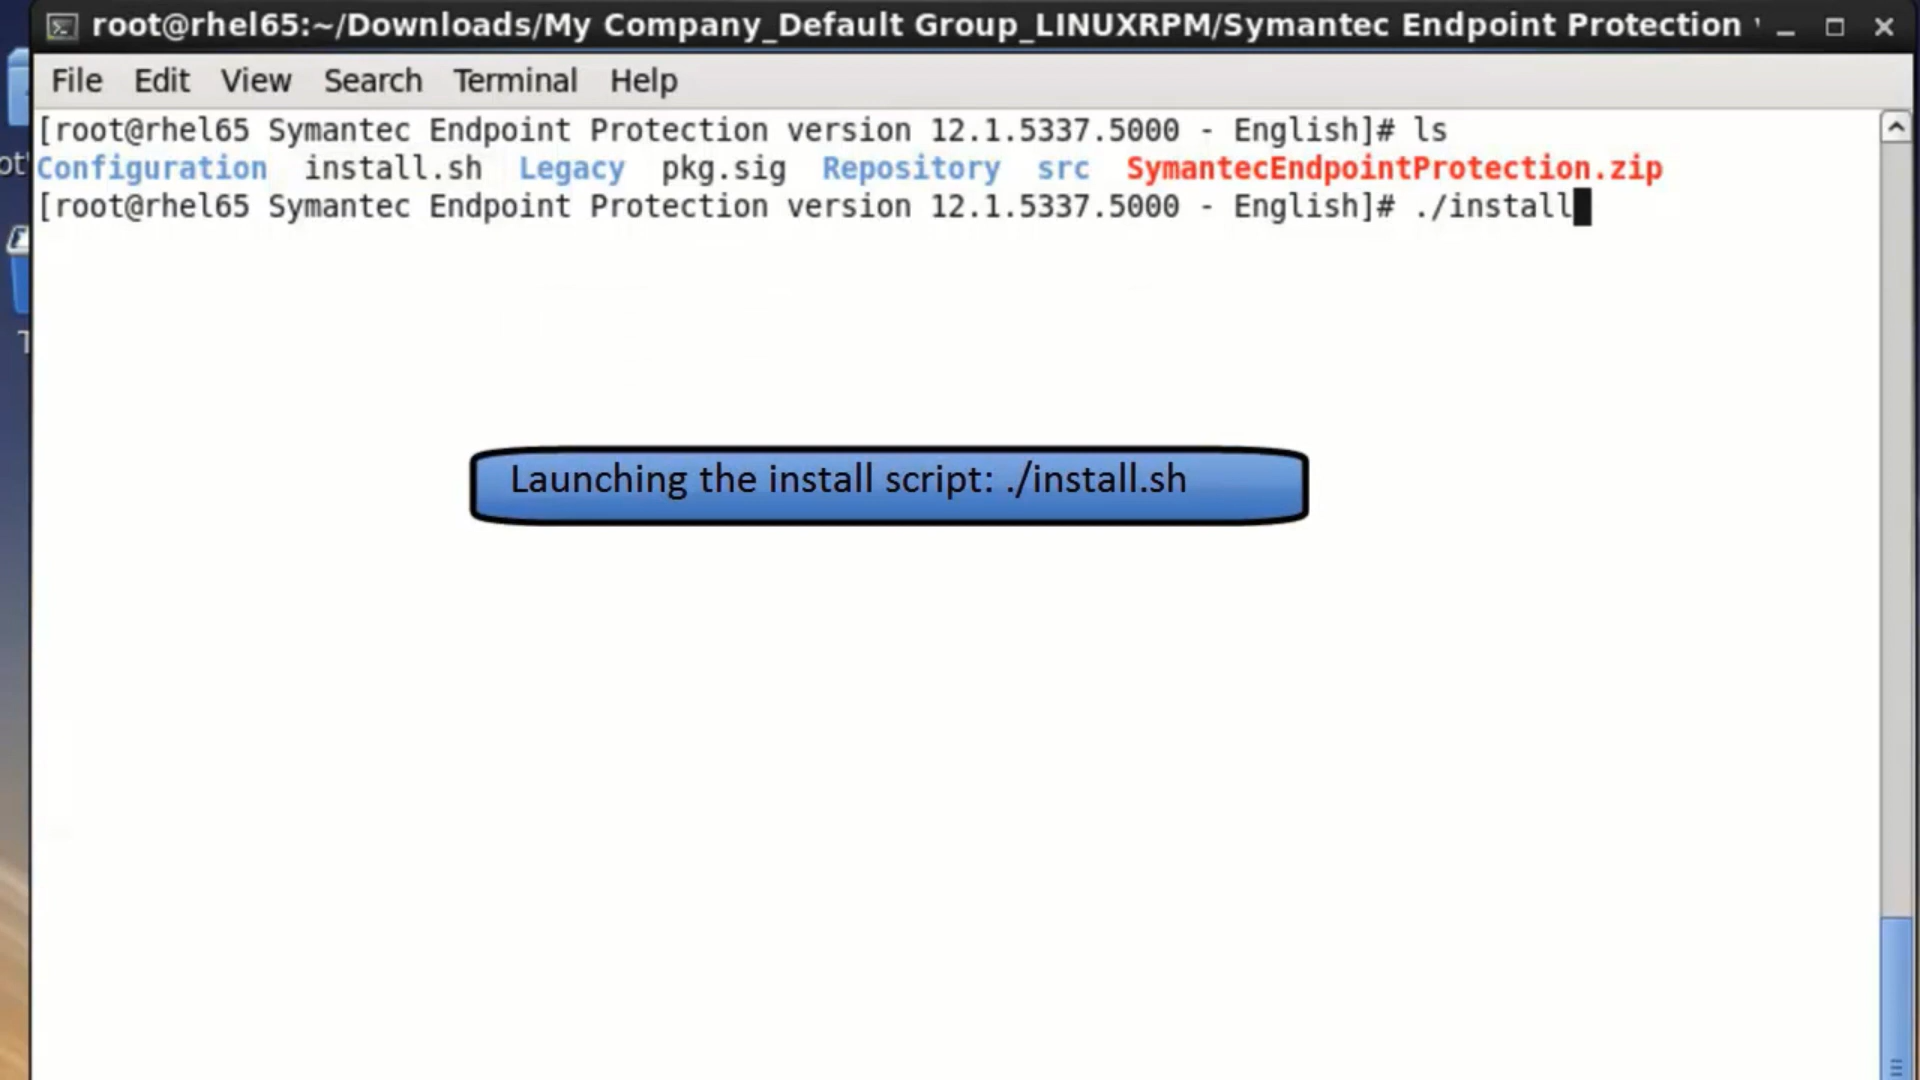 root@rhel65:~/Downloads/My Company_Default Group_LINUXRPM/Symantec Endpoint Protection
File Edit View Search Terminal Help
[root@rhel65 Symantec Endpoint Protection version 12.1.5337.5000 - English]# ls
Configuration install.sh Legacy pkg.sig Repository src SymantecEndpointProtection.zip
[root@rhel65 Symantec Endpoint Protection version 12.1.5337.5000 - English]# ./install
Launching the install script: ./install.sh